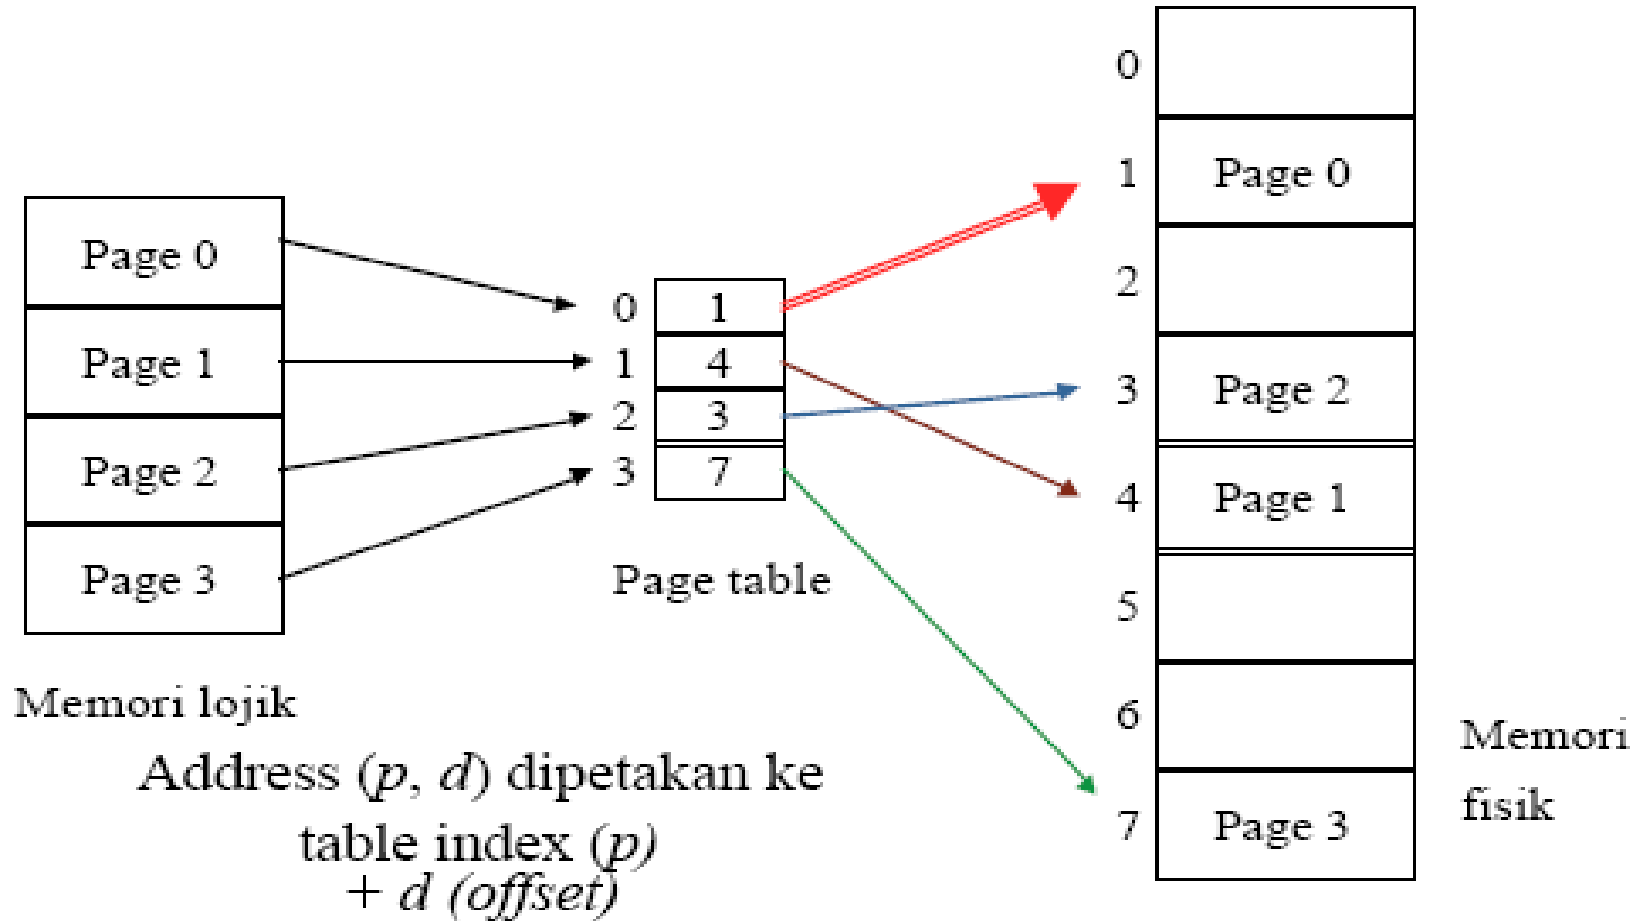 Page 0
Page 1
Page 2
Page 3
Memori lojik
0 1
1 4
2 3
3 7
Page table
0
1 Page 0
2
3 Page 2
4 Page 1
5
6
7 Page 3
Memori
fisik
Address (p, d) dipetakan ke
table index (p)
+ d (offset)